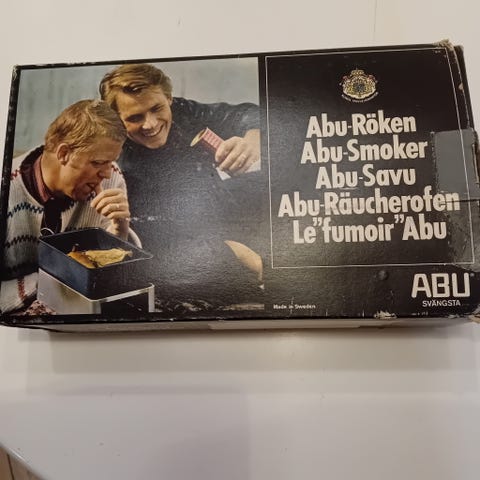 Abu-Röken
Abu-Smoker
Abu-Savu
Abu-Räucherofen
Le”fumoir”Abu
ABU
SVÄNGSTA
Made in Sweden